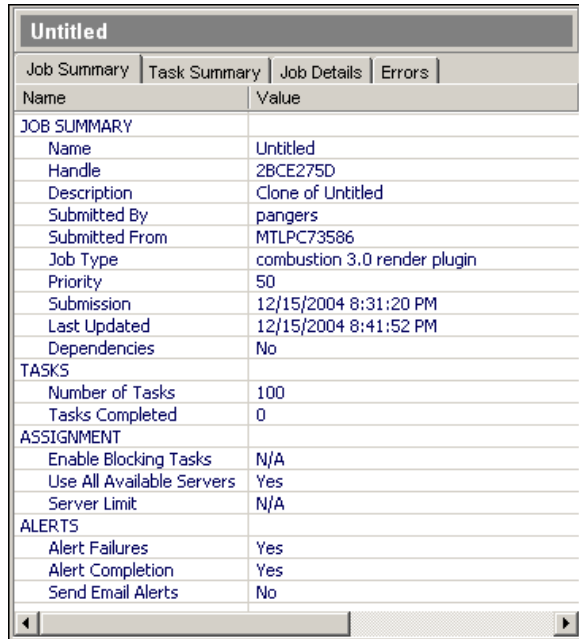 Untitled
Job Summary Task Summary Job Details Errors
Name Value
JOB SUMMARY
Name Untitled
Handle 2BCE275D
Description Clone of Untitled
Submitted By pangers
Submitted From MTLPC73586
Job Type combustion 3.0 render plugin
Priority 50
Submission 12/15/2004 8:31:20 PM
Last Updated 12/15/2004 8:41:52 PM
Dependencies No
TASKS
Number of Tasks 100
Tasks Completed 0
ASSIGNMENT
Enable Blocking Tasks N/A
Use All Available Servers Yes
Server Limit N/A
ALERTS
Alert Failures Yes
Alert Completion Yes
Send Email Alerts No